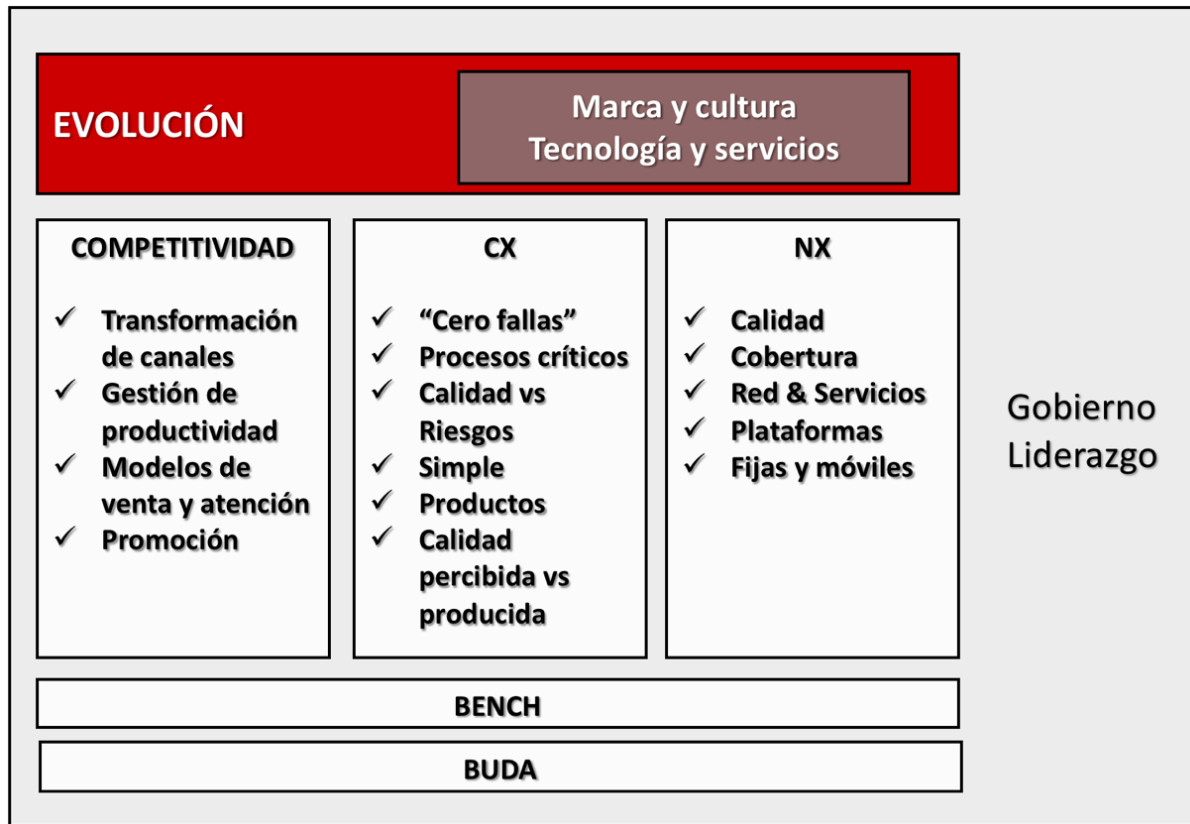 EVOLUCIÓN
Marca y cultura
Tecnología y servicios
COMPETITIVIDAD
✓ Transformación
de canales
✓ Gestión de
productividad
✓ Modelos de
venta y atención
✓ Promoción
CX
✓ “Cero fallas”
✓ Procesos críticos
✓ Calidad vs
Riesgos
✓ Simple
✓ Productos
✓ Calidad
percibida vs
producida
NX
✓ Calidad
✓ Cobertura
✓ Red & Servicios
✓ Plataformas
✓ Fijas y móviles
Gobierno
Liderazgo
BENCH
BUDA